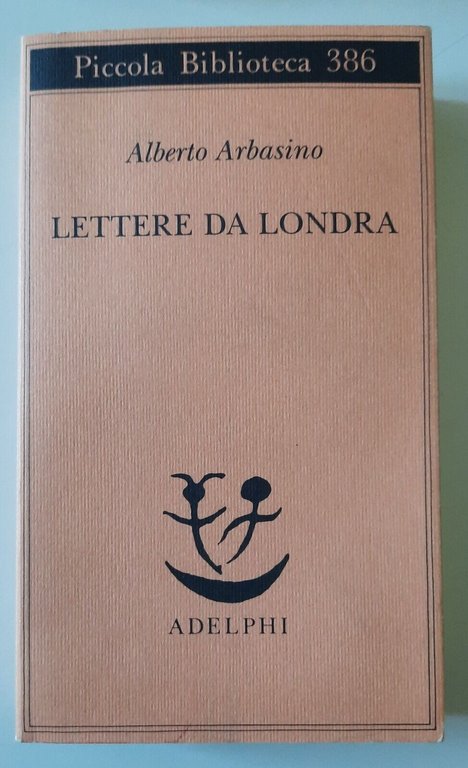 Piccola Biblioteca 386
Alberto Arbasino
LETTERE DA LONDRA
ADELPHI